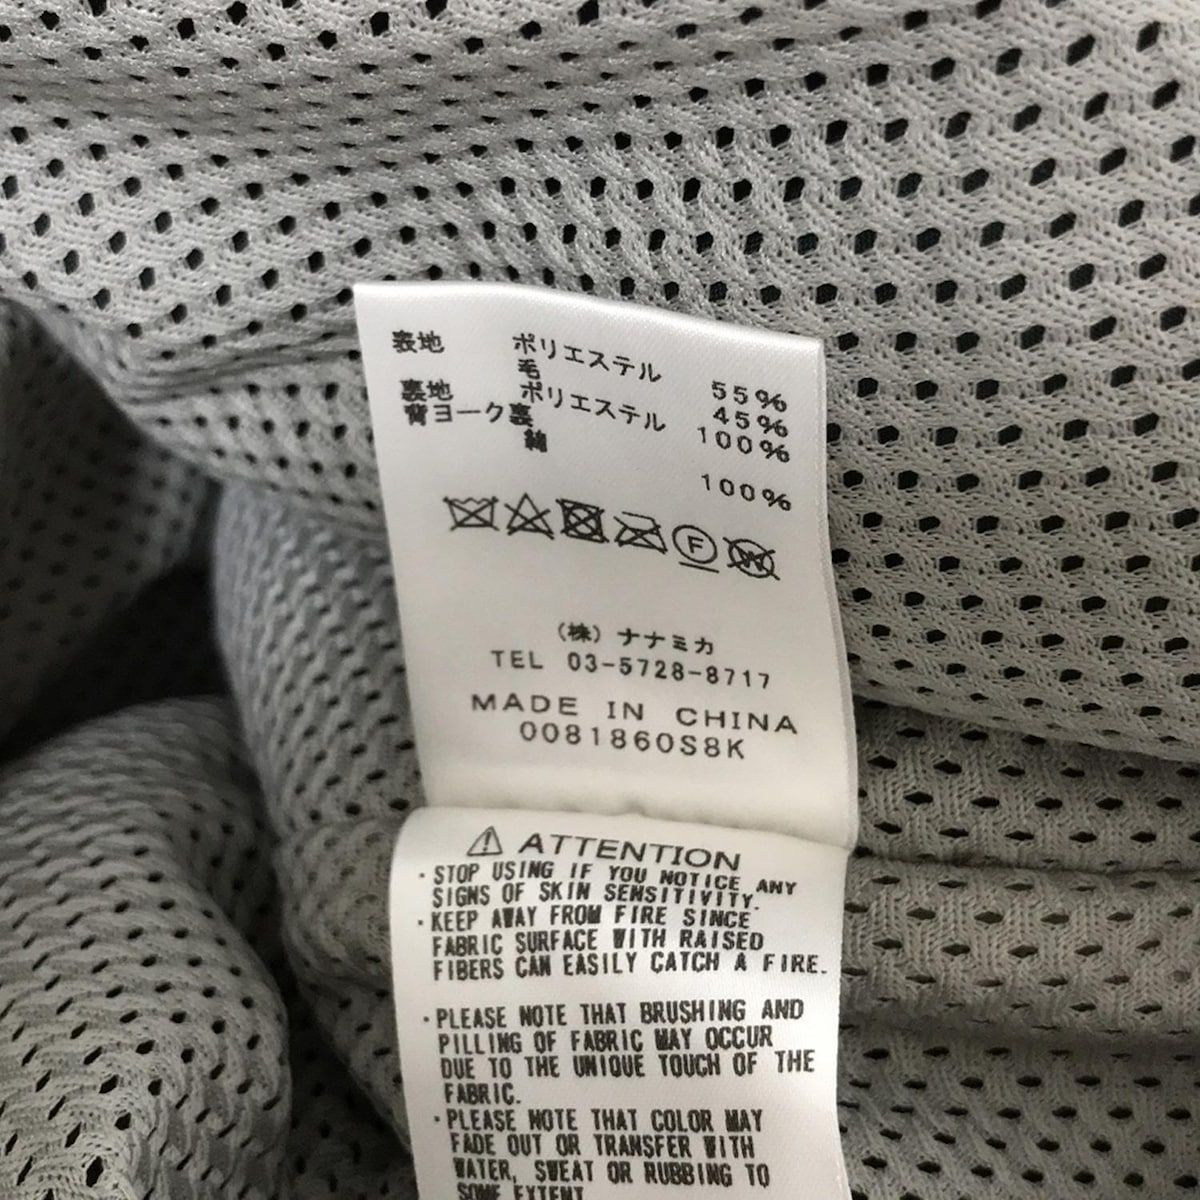 表地 ポリエステル 55%
毛 45%
裏地 ポリエステル 100%
背ヨーク裏
綿 100%
F
W
（株）ナナミカ
TEL 03-5728-8717
MADE IN CHINA
0081860S8K
⚠ ATTENTION
・STOP USING IF YOU NOTICE ANY
SIGNS OF SKIN SENSITIVITY.
・KEEP AWAY FROM FIRE SINCE
FABRIC SURFACE WITH RAISED
FIBERS CAN EASILY CATCH A FIRE.
・PLEASE NOTE THAT BRUSHING AND
PILLING OF FABRIC MAY OCCUR
DUE TO THE UNIQUE TOUCH OF THE
FABRIC.
・PLEASE NOTE THAT COLOR MAY
FADE OUT OR TRANSFER WITH
WATER, SWEAT OR RUBBING TO
SOME EXTENT